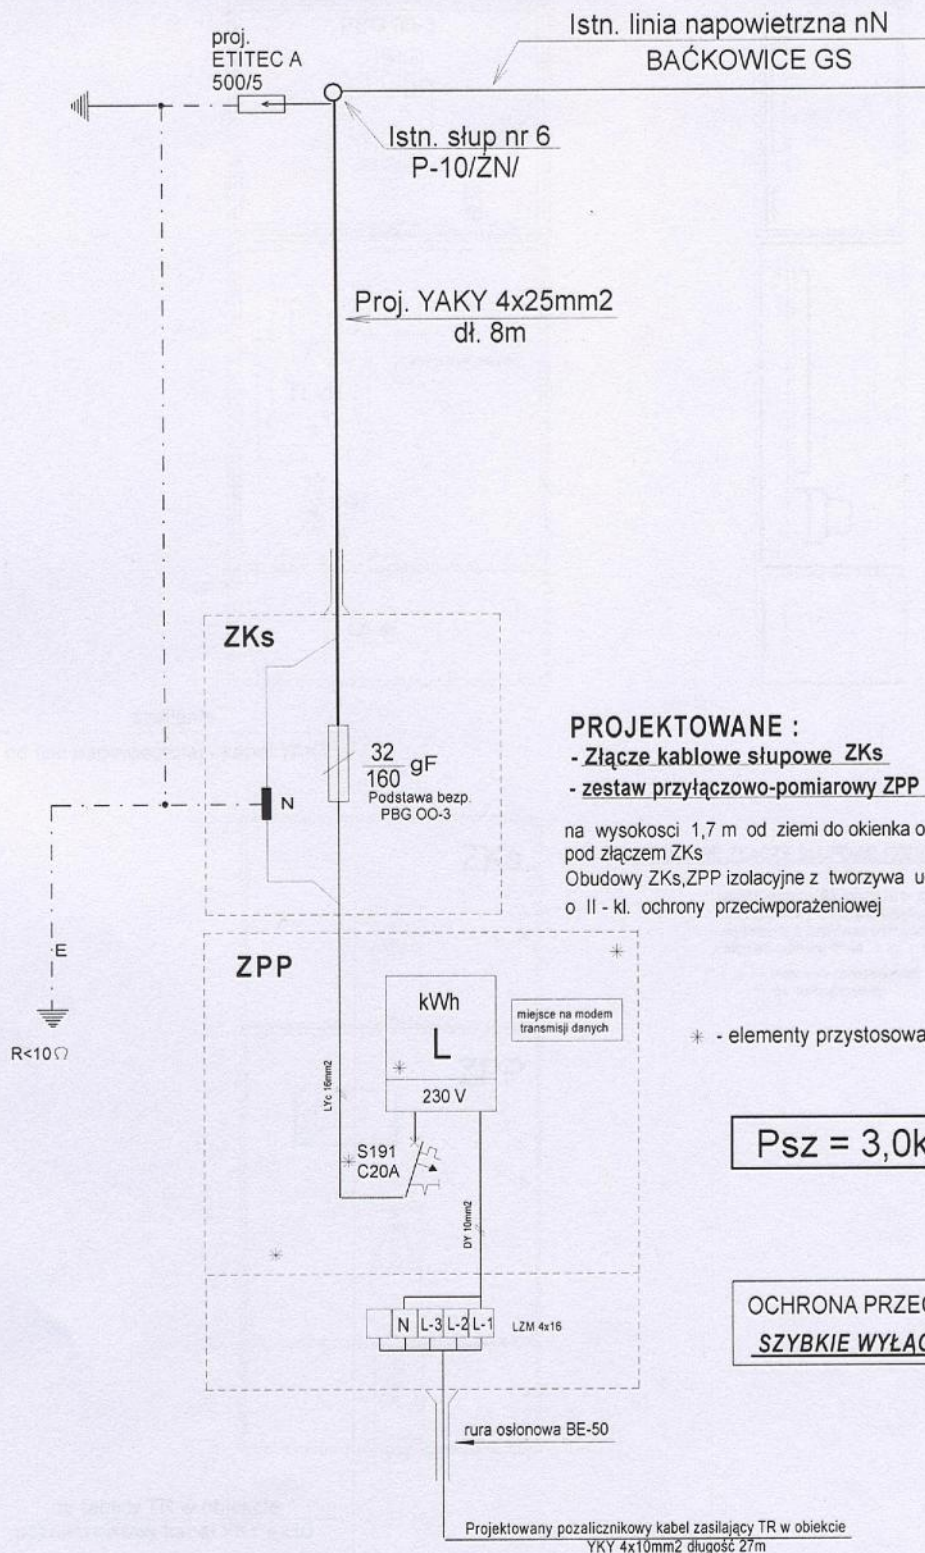 Istn. linia napowietrzna nN
BAĆKOWICE GS
proj.
ETITEC A
500/5
Istn. słup nr 6
P-10/ŻN/
Proj. YAKY 4x25mm2
dł. 8m
ZKs
32
160
gF
Podstawa bezp.
PBG OO-3
N
PROJEKTOWANE :
- Złącze kablowe słupowe ZKs
- zestaw przyłączowo-pomiarowy ZPP
na wysokosci 1,7 m od ziemi do okienka o
pod złączem ZKs
Obudowy ZKs,ZPP izolacyjne z tworzywa u
o II - kl. ochrony przeciwporażeniowej
E
R<10Ω
ZPP
*
kWh
L
*
230 V
miejsce na modem
transmisji danych
* - elementy przystosowa
LYc 16mm2
* S191
C20A
DY 10mm2
Psz = 3,0k
*
N L-3 L-2 L-1
LZM 4x16
OCHRONA PRZEC
SZYBKIE WYŁĄC
rura osłonowa BE-50
Projektowany pozalicznikowy kabel zasilający TR w obiekcie
YKY 4x10mm2 długość 27m